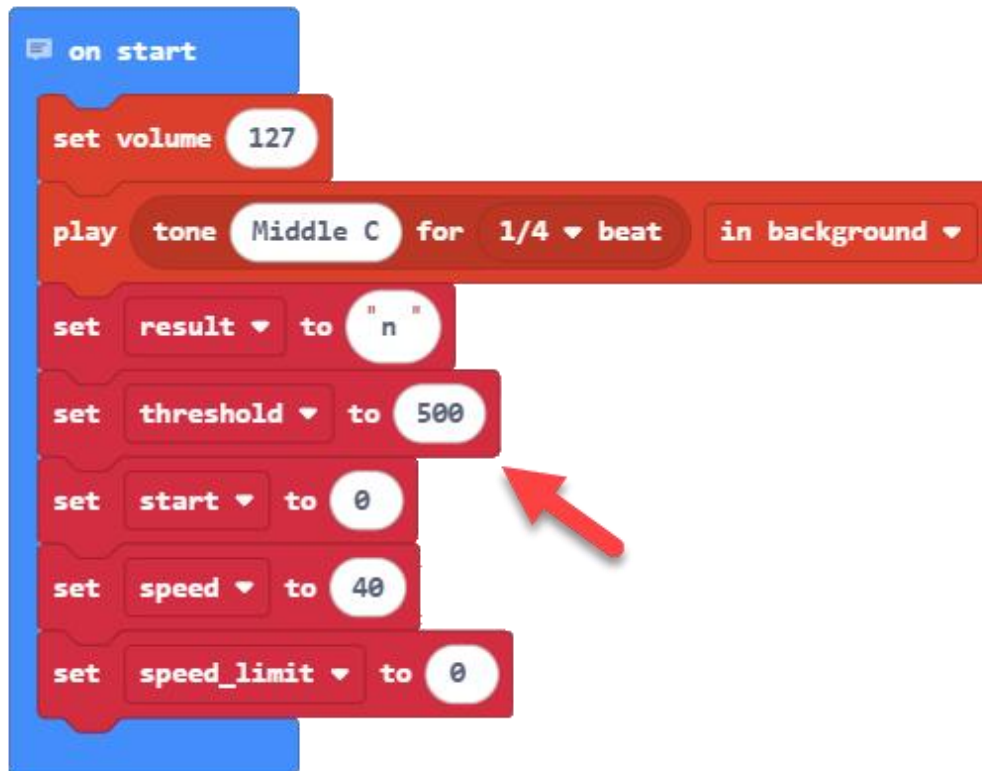 on start
set volume 127
play tone Middle C for 1/4 beat in background
set result to "n"
set threshold to 500
set start to 0
set speed to 40
set speed_limit to 0